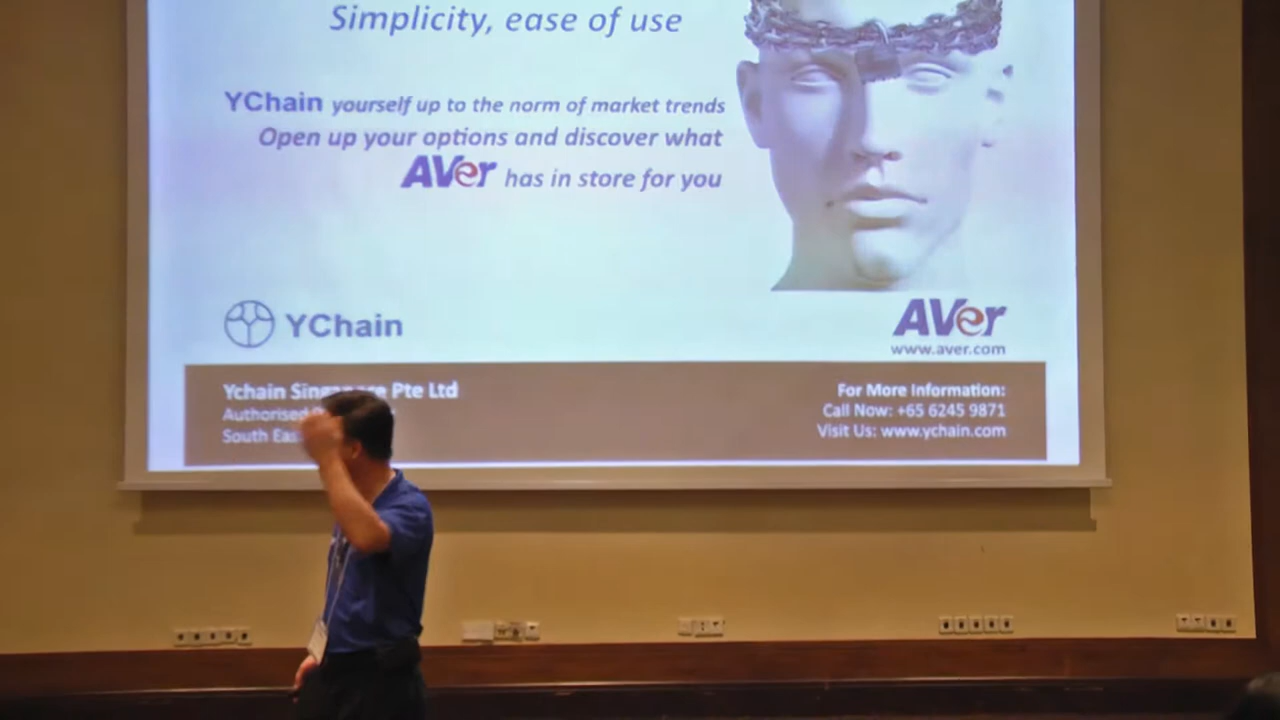 Simplicity, ease of use
YChain yourself up to the norm of market trends
Open up your options and discover what
AVer has in store for you
YChain
AVer
www.aver.com
Ychain Pte Ltd
Authorised
South
For More Information:
Call Now: +65 6245 9871
Visit Us: www.ychain.com